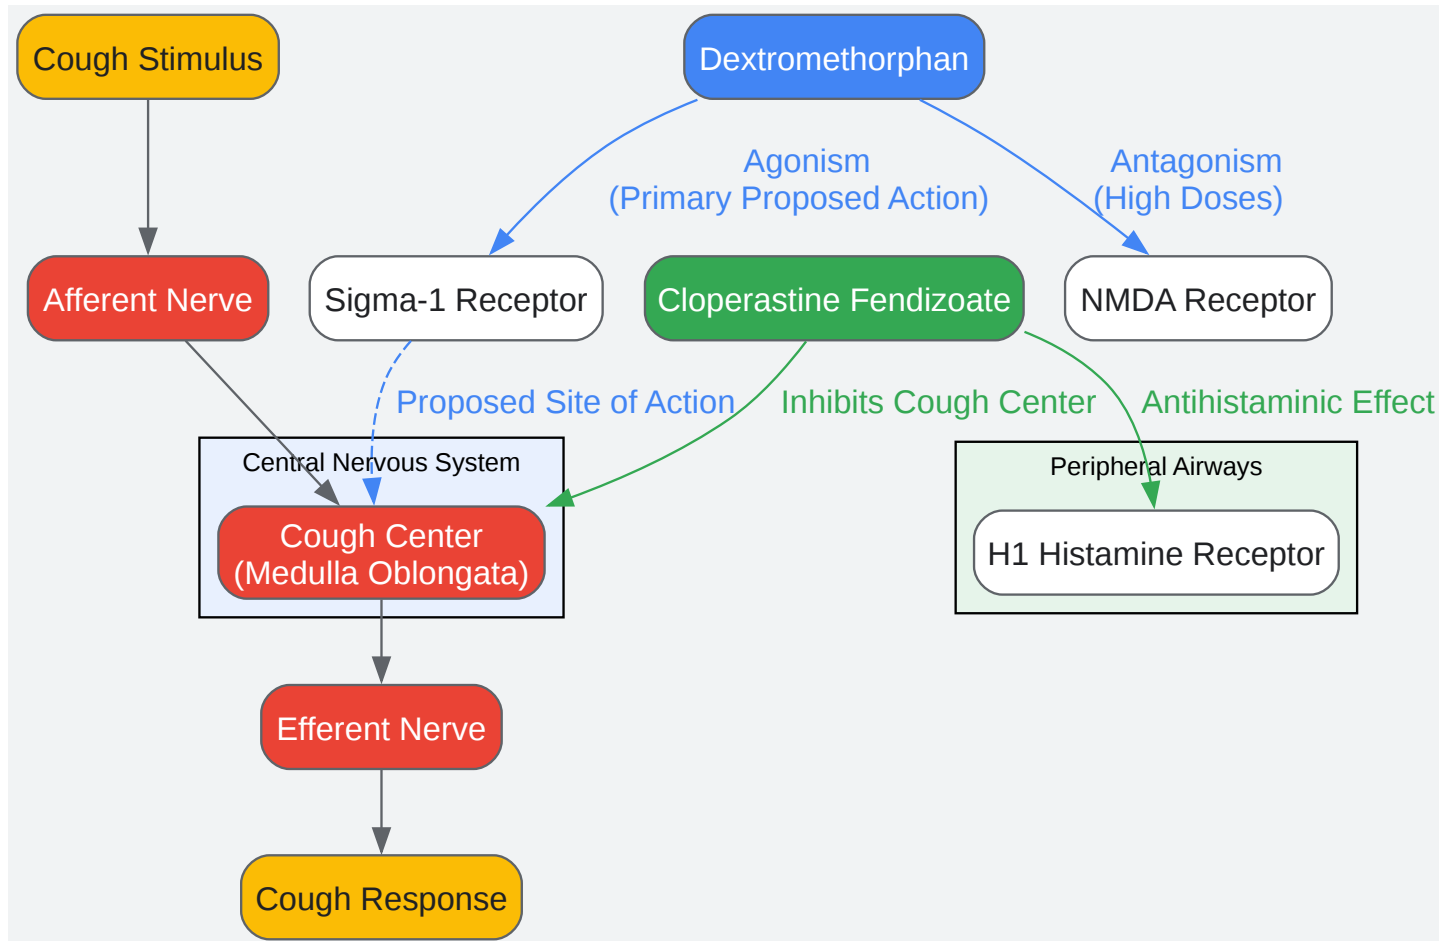 Cough Stimulus
Dextromethorphan
Agonism
(Primary Proposed Action)
Antagonism
(High Doses)
Afferent Nerve
Sigma-1 Receptor
Cloperastine Fendizoate
NMDA Receptor
Proposed Site of Action
Inhibits Cough Center
Antihistaminic Effect
Central Nervous System
Peripheral Airways
Cough Center
(Medulla Oblongata)
H1 Histamine Receptor
Efferent Nerve
Cough Response